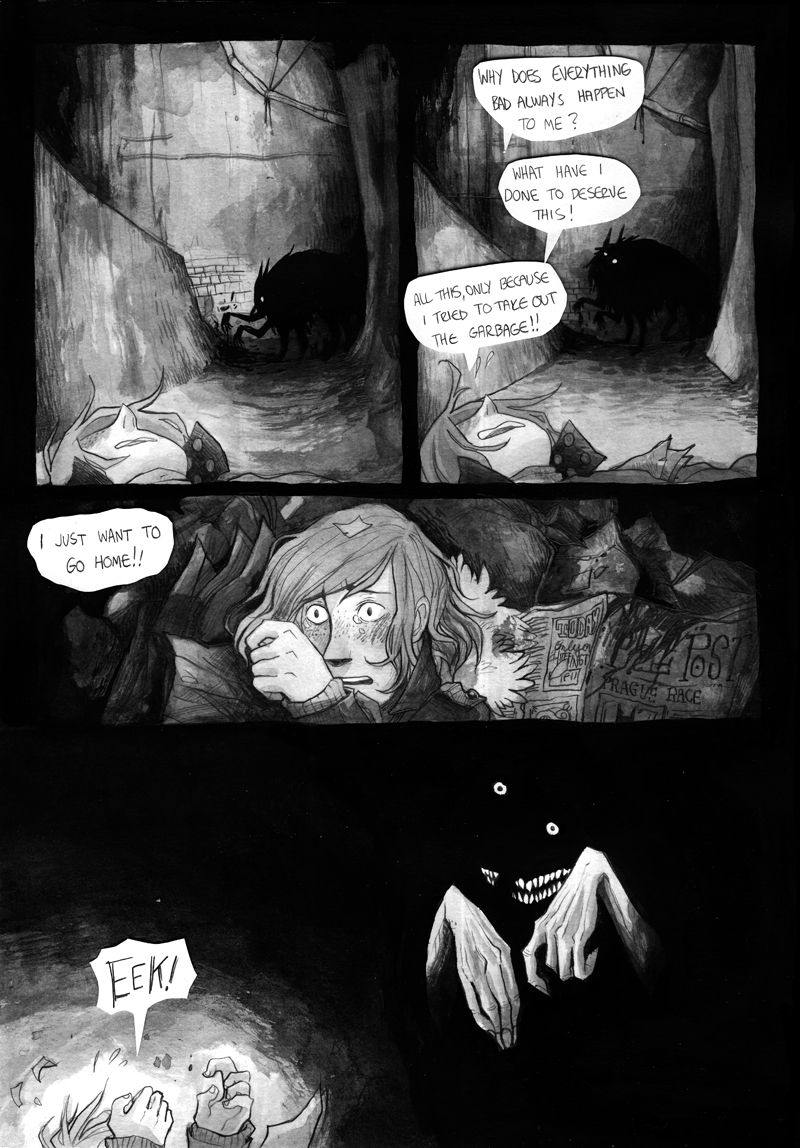 WHY DOES EVERYTHING
BAD ALWAYS HAPPEN
TO ME?
WHAT HAVE I
DONE TO DESERVE
THIS!
ALL THIS, ONLY BECAUSE
I TRIED TO TAKE OUT
THE GARBAGE!!
I JUST WANT TO
GO HOME!!
TODAY
POST
PRAGUE RACE
EEK!